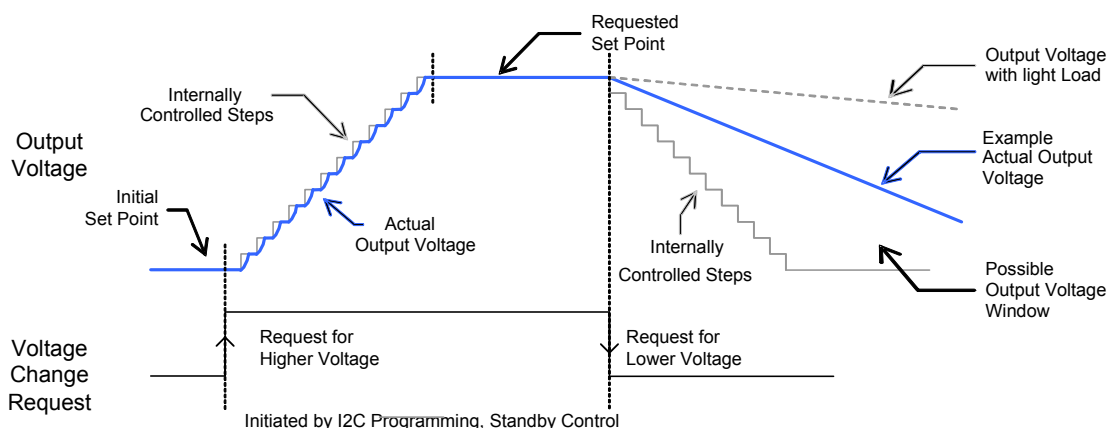 Requested
Set Point
Output Voltage
with light Load
Internally
Controlled Steps
Output
Voltage
Example
Actual Output
Voltage
Initial
Set Point
Actual
Output Voltage
Internally
Controlled Steps
Possible
Output Voltage
Window
Voltage
Change
Request
Request for
Higher Voltage
Request for
Lower Voltage
Initiated by I2C Programming, Standby Control